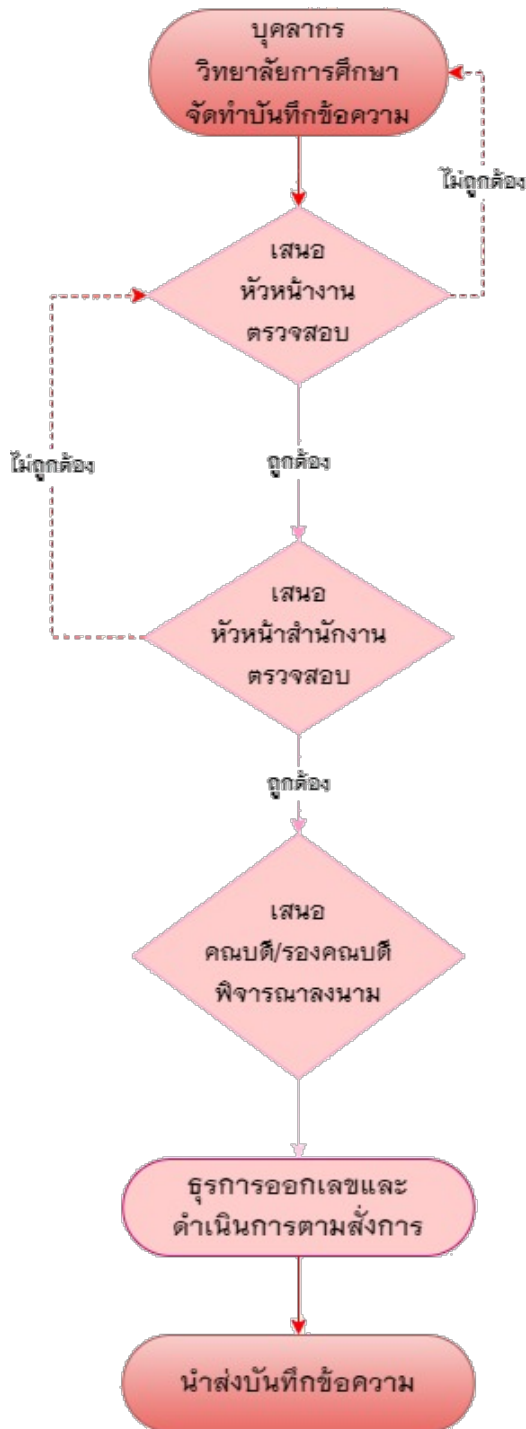 บุคลากร
วิทยาลัยการศึกษา
จัดทำบันทึกข้อความ
ไม่ถูกต้อง
เสนอ
หัวหน้างาน
ตรวจสอบ
ไม่ถูกต้อง
ถูกต้อง
เสนอ
หัวหน้าสำนักงาน
ตรวจสอบ
ถูกต้อง
เสนอ
คณบดี/รองคณบดี
พิจารณาลงนาม
ธุรการออกเลขและ
ดำเนินการตามสั่งการ
นำส่งบันทึกข้อความ